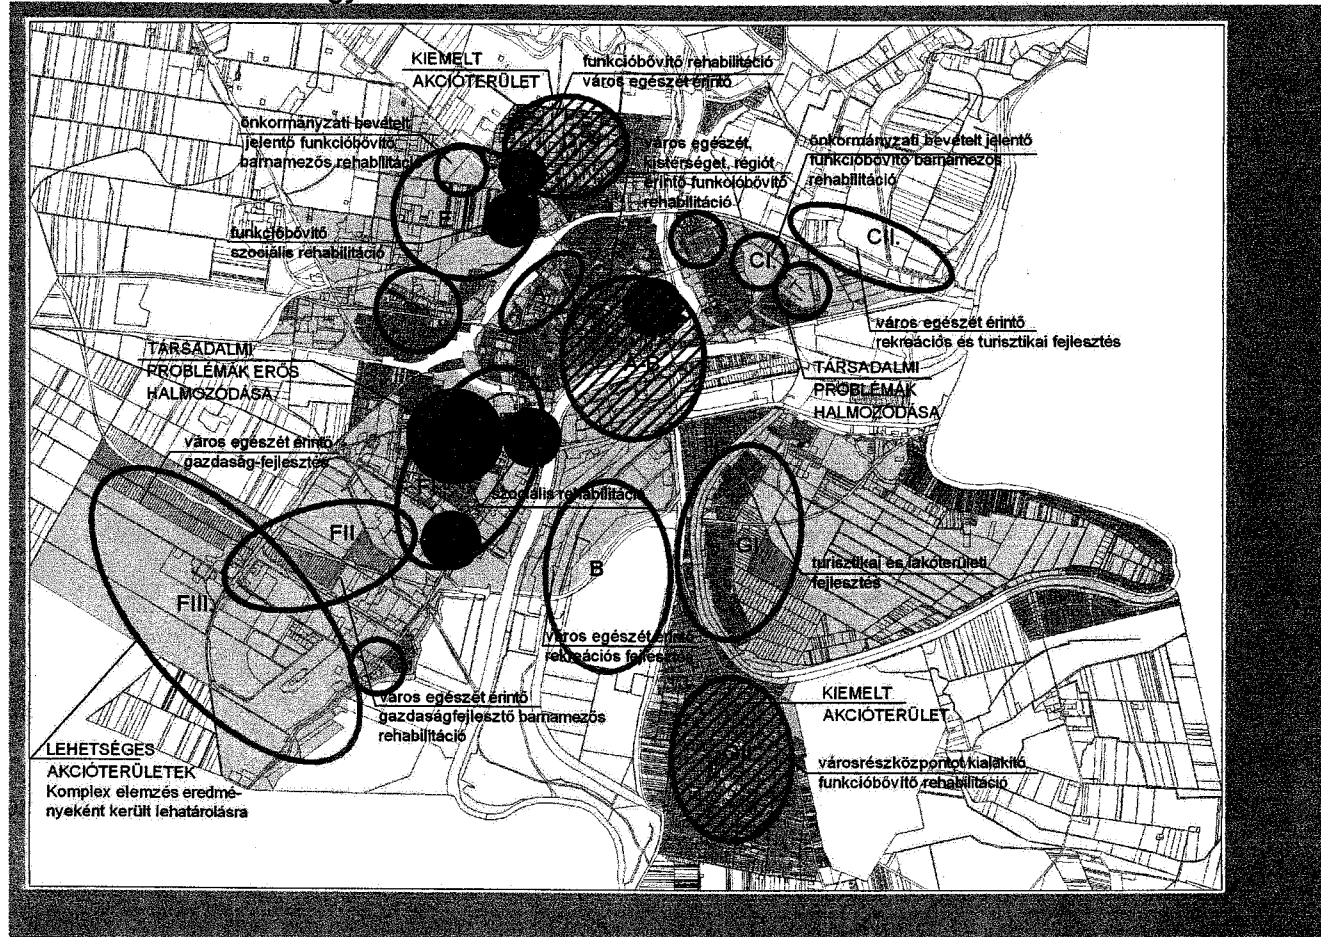 gy
KIEMELT
AKCIÓTERÜLET
funkcióbővítő rehabilitáció
város egészét érintő
önkormányzati bevételt
jelentő funkcióbővítő
barnamezős rehabilitáció
város egészét,
kistérséget, régiót
érintő funkcióbővítő
rehabilitáció
önkormányzati bevételt jelentő
funkcióbővítő barnamezős
rehabilitáció
E
funkcióbővítő
szociális rehabilitáció
CI.
CII.
A
A-B
város egészét érintő
rekreációs és turisztikai fejlesztés
TÁRSADALMI
PROBLÉMÁK ERŐS
HALMOZÓDÁSA
TÁRSADALMI
PROBLÉMÁK
HALMOZÓDÁSA
város egészét érintő
gazdaság-fejlesztés
szociális rehabilitáció
FII
FIII.
B
G
turisztikai és lakóterületi
fejlesztés
város egészét érintő
rekreációs fejlesztés
város egészét érintő
gazdaságfejlesztő barnamezős
rehabilitáció
KIEMELT
AKCIÓTERÜLET
városrészközpontot kialakító
funkcióbővítő rehabilitáció
LEHETSÉGES
AKCIÓTERÜLETEK
Komplex elemzés eredmé-
nyeként került lehatárolásra